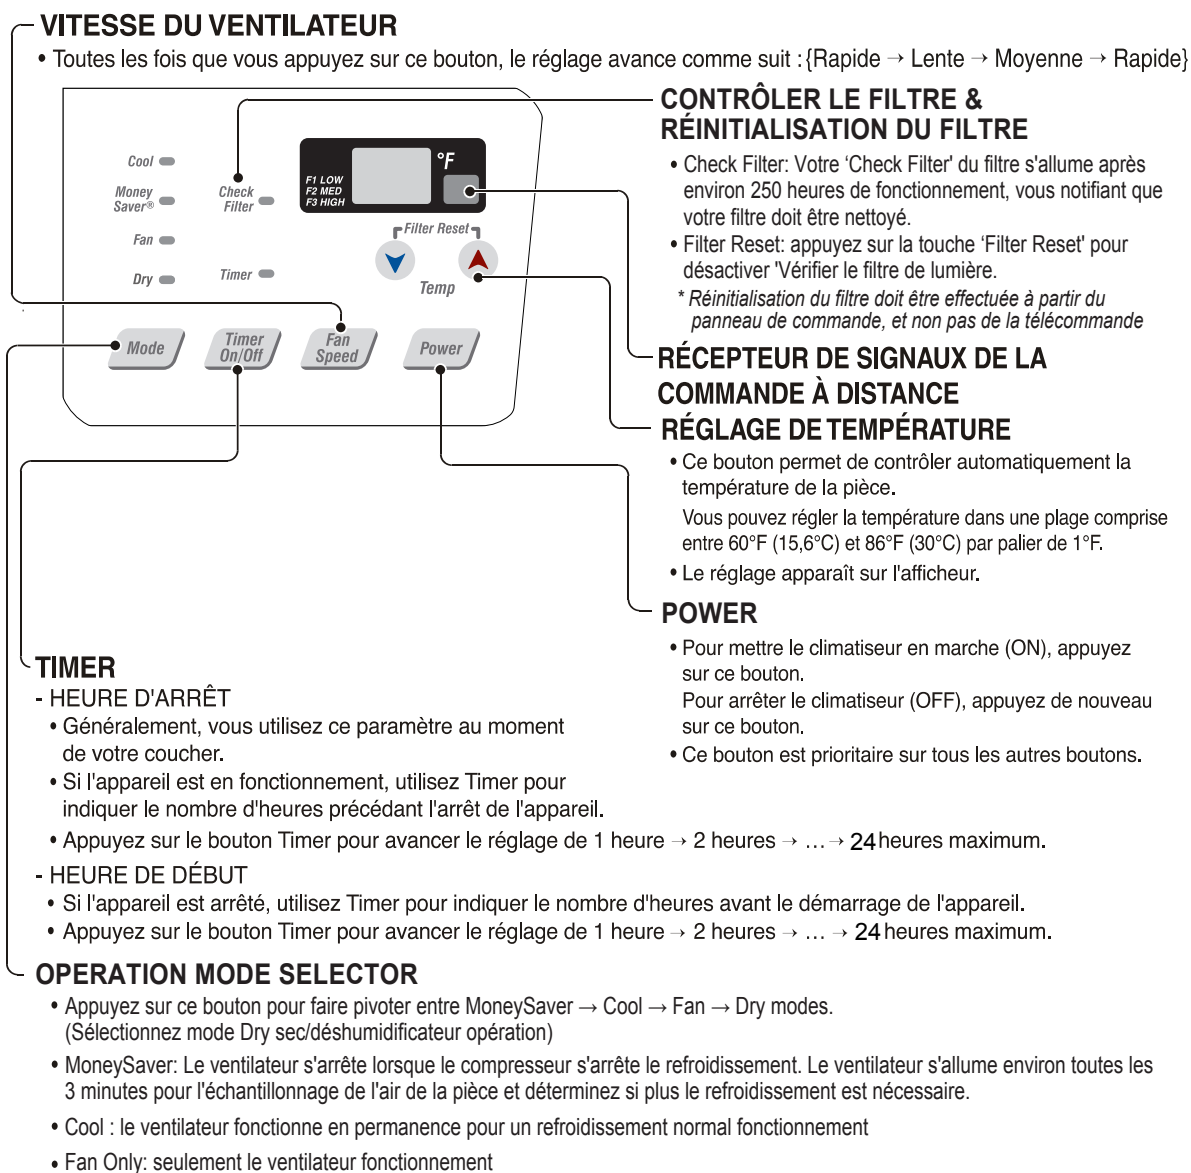 VITESSE DU VENTILATEUR
• Toutes les fois que vous appuyez sur ce bouton, le réglage avance comme suit : {Rapide → Lente → Moyenne → Rapide}
Cool
Money
Saver®
Fan
Dry
Check
Filter
Timer
F1 LOW
F2 MED
F3 HIGH
°F
Filter Reset
Temp
Mode
Timer
On/Off
Fan
Speed
Power
CONTRÔLER LE FILTRE &
RÉINITIALISATION DU FILTRE
• Check Filter: Votre ‘Check Filter' du filtre s'allume après
environ 250 heures de fonctionnement, vous notifiant que
votre filtre doit être nettoyé.
• Filter Reset: appuyez sur la touche ‘Filter Reset' pour
désactiver 'Vérifier le filtre de lumière.
* Réinitialisation du filtre doit être effectuée à partir du
panneau de commande, et non pas de la télécommande
RÉCEPTEUR DE SIGNAUX DE LA
COMMANDE À DISTANCE
RÉGLAGE DE TEMPÉRATURE
• Ce bouton permet de contrôler automatiquement la
température de la pièce.
Vous pouvez régler la température dans une plage comprise
entre 60°F (15,6°C) et 86°F (30°C) par palier de 1°F.
• Le réglage apparaît sur l'afficheur.
POWER
• Pour mettre le climatiseur en marche (ON), appuyez
sur ce bouton.
Pour arrêter le climatiseur (OFF), appuyez de nouveau
sur ce bouton.
• Ce bouton est prioritaire sur tous les autres boutons.
TIMER
- HEURE D'ARRÊT
• Généralement, vous utilisez ce paramètre au moment
de votre coucher.
• Si l'appareil est en fonctionnement, utilisez Timer pour
indiquer le nombre d'heures précédant l'arrêt de l'appareil.
• Appuyez sur le bouton Timer pour avancer le réglage de 1 heure → 2 heures → … → 24 heures maximum.
- HEURE DE DÉBUT
• Si l'appareil est arrêté, utilisez Timer pour indiquer le nombre d'heures avant le démarrage de l'appareil.
• Appuyez sur le bouton Timer pour avancer le réglage de 1 heure → 2 heures → … → 24 heures maximum.
OPERATION MODE SELECTOR
• Appuyez sur ce bouton pour faire pivoter entre MoneySaver → Cool → Fan → Dry modes.
(Sélectionnez mode Dry sec/déshumidificateur opération)
• MoneySaver: Le ventilateur s'arrête lorsque le compresseur s'arrête le refroidissement. Le ventilateur s'allume environ toutes les
3 minutes pour l'échantillonnage de l'air de la pièce et déterminez si plus le refroidissement est nécessaire.
• Cool : le ventilateur fonctionne en permanence pour un refroidissement normal fonctionnement
• Fan Only: seulement le ventilateur fonctionnement